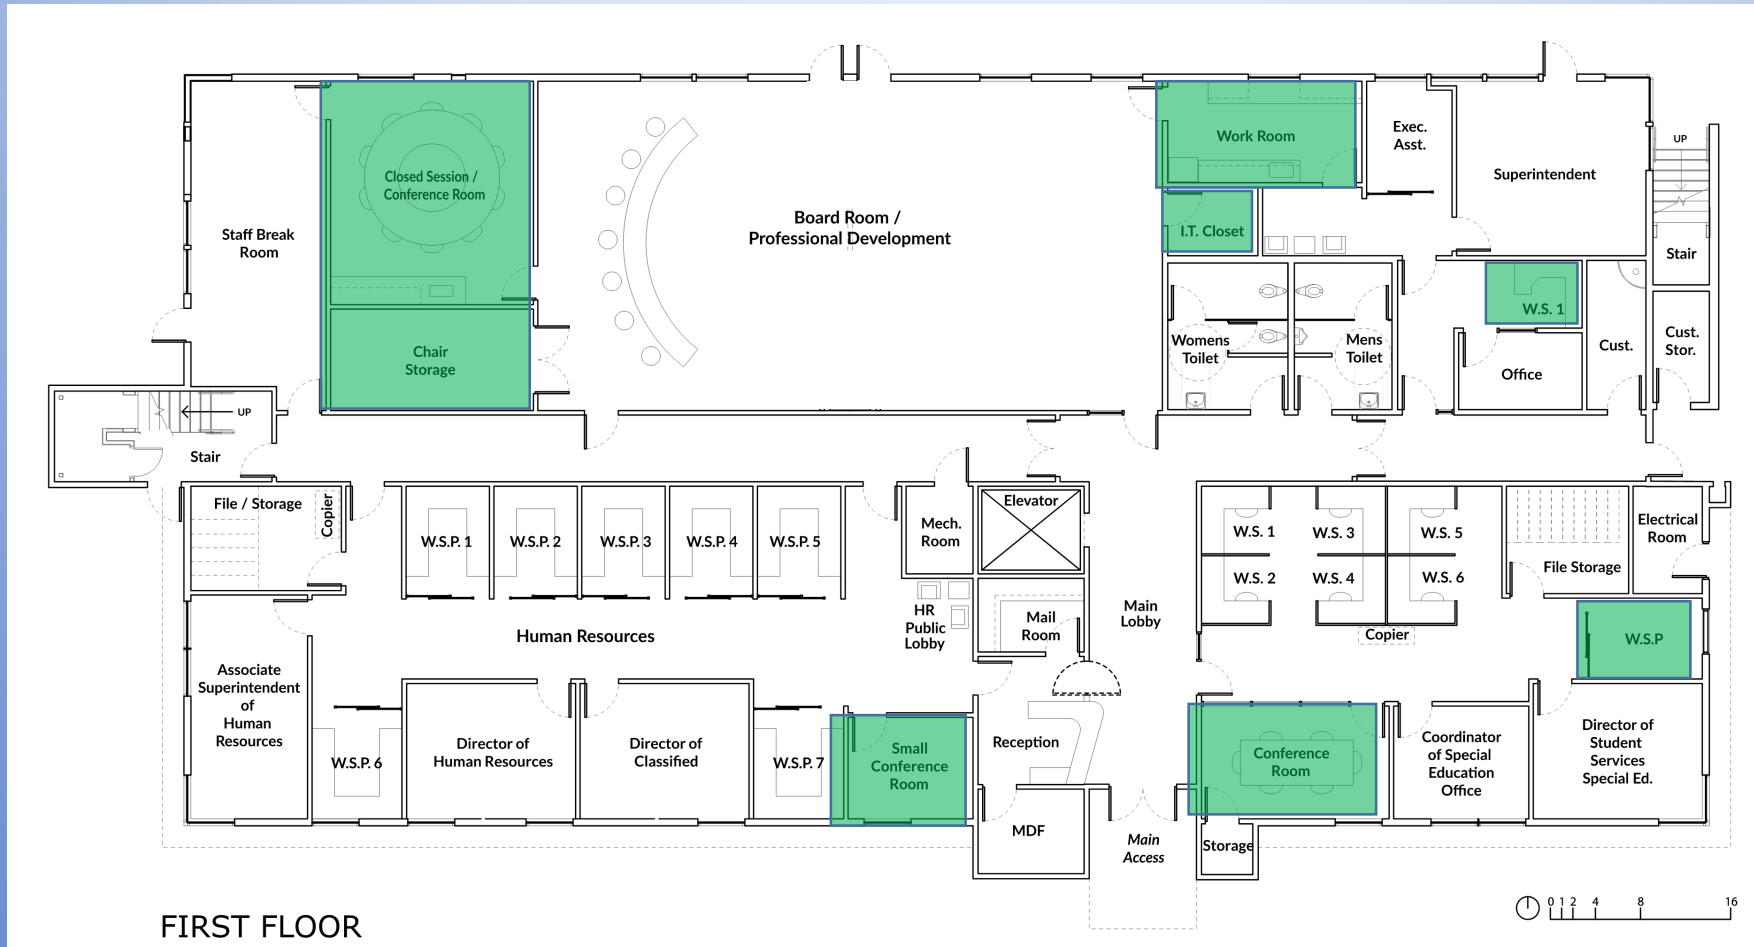 Work Room
Exec.
Asst.
UP
Closed Session /
Conference Room
Superintendent
Board Room /
Professional Development
Staff Break
Room
I.T. Closet
Stair
W.S. 1
Womens
Toilet
Mens
Toilet
Cust.
Cust.
Stor.
Chair
Storage
Office
UP
Stair
File / Storage
Copier
W.S.P. 1
W.S.P. 2
W.S.P. 3
W.S.P. 4
W.S.P. 5
Mech.
Room
Elevator
W.S. 1
W.S. 3
W.S. 5
W.S. 2
W.S. 4
W.S. 6
File Storage
Electrical
Room
Human Resources
HR
Public
Lobby
Mail
Room
Main
Lobby
Copier
W.S.P
Associate
Superintendent
of
Human
Resources
W.S.P. 6
Director of
Human Resources
Director of
Classified
W.S.P. 7
Small
Conference
Room
Reception
Conference
Room
Coordinator
of Special
Education
Office
Director of
Student
Services
Special Ed.
MDF
Main
Access
Storage
FIRST FLOOR
0 1 2 4 8 16